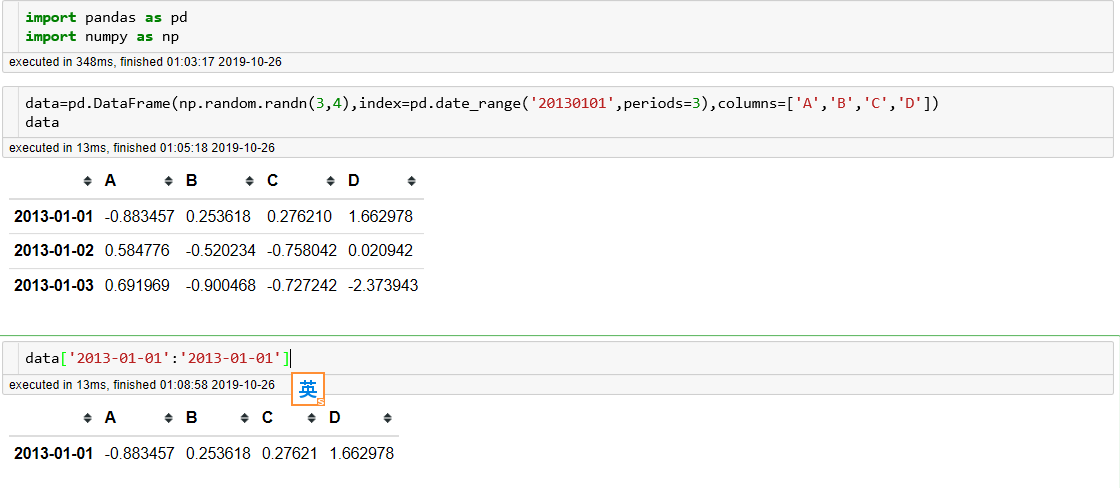 import pandas as pd
import numpy as np
executed in 348ms, finished 01:03:17 2019-10-26
data=pd.DataFrame(np.random.randn(3,4),index=pd.date_range('20130101',periods=3),columns=['A','B','C','D'])
data
executed in 13ms, finished 01:05:18 2019-10-26
A B C D
2013-01-01 -0.883457 0.253618 0.276210 1.662978
2013-01-02 0.584776 -0.520234 -0.758042 0.020942
2013-01-03 0.691969 -0.900468 -0.727242 -2.373943
data['2013-01-01':'2013-01-01']
executed in 13ms, finished 01:08:58 2019-10-26
英
A B C D
2013-01-01 -0.883457 0.253618 0.27621 1.662978